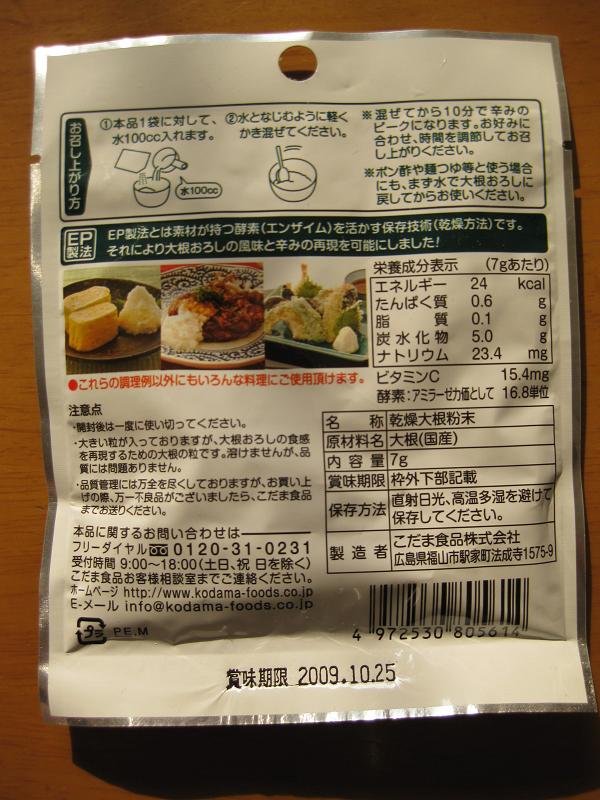 お召し上がり方
①本品1袋に対して、
水100cc入れます。
水100cc
②水となじむように軽く
かき混ぜてください。
※混ぜてから10分で辛みの
ピークになります。お好みに
合わせ、時間を調節してお召
し上がりください。
※ポン酢や麺つゆ等と使う場合
にも、まず水で大根おろしに
戻してからお使いください。
EP
製法
EP製法とは素材が持つ酵素(エンザイム)を活かす保存技術(乾燥方法)です。
それにより大根おろしの風味と辛みの再現を可能にしました!
●これらの調理例以外にもいろんな料理にご使用頂けます。
栄養成分表示 (7gあたり)
エネルギー 24 kcal
たんぱく質 0.6 g
脂質 0.1 g
炭水化物 5.0 g
ナトリウム 23.4 mg
ビタミンC 15.4mg
酵素:アミラーゼカ価として 16.8単位
注意点
・開封後は一度に使い切ってください。
・大きい粒が入っておりますが、大根おろしの食感
を再現するための大根の粒です。溶けませんが、品
質には問題ありません。
・品質管理には万全を尽くしておりますが、お買い上
げの際、万一不良品がございましたら、こだま食品
までお送りください。
名称 乾燥大根粉末
原材料名 大根(国産)
内容量 7g
賞味期限 枠外下部記載
保存方法 直射日光、高温多湿を避けて
保存してください。
製造者 こだま食品株式会社
広島県福山市駅家町法成寺1575-9
本品に関するお問い合わせは
フリーダイヤル 0120-31-0231
受付時間 9:00～18:00(土日、祝 日を除く)
こだま食品お客様相談室までご連絡ください。
ホームページ http://www.kodama-foods.co.jp
E-メール info@kodama-foods.co.jp
プラ PE.M
4 972530 805614
賞味期限 2009.10.25